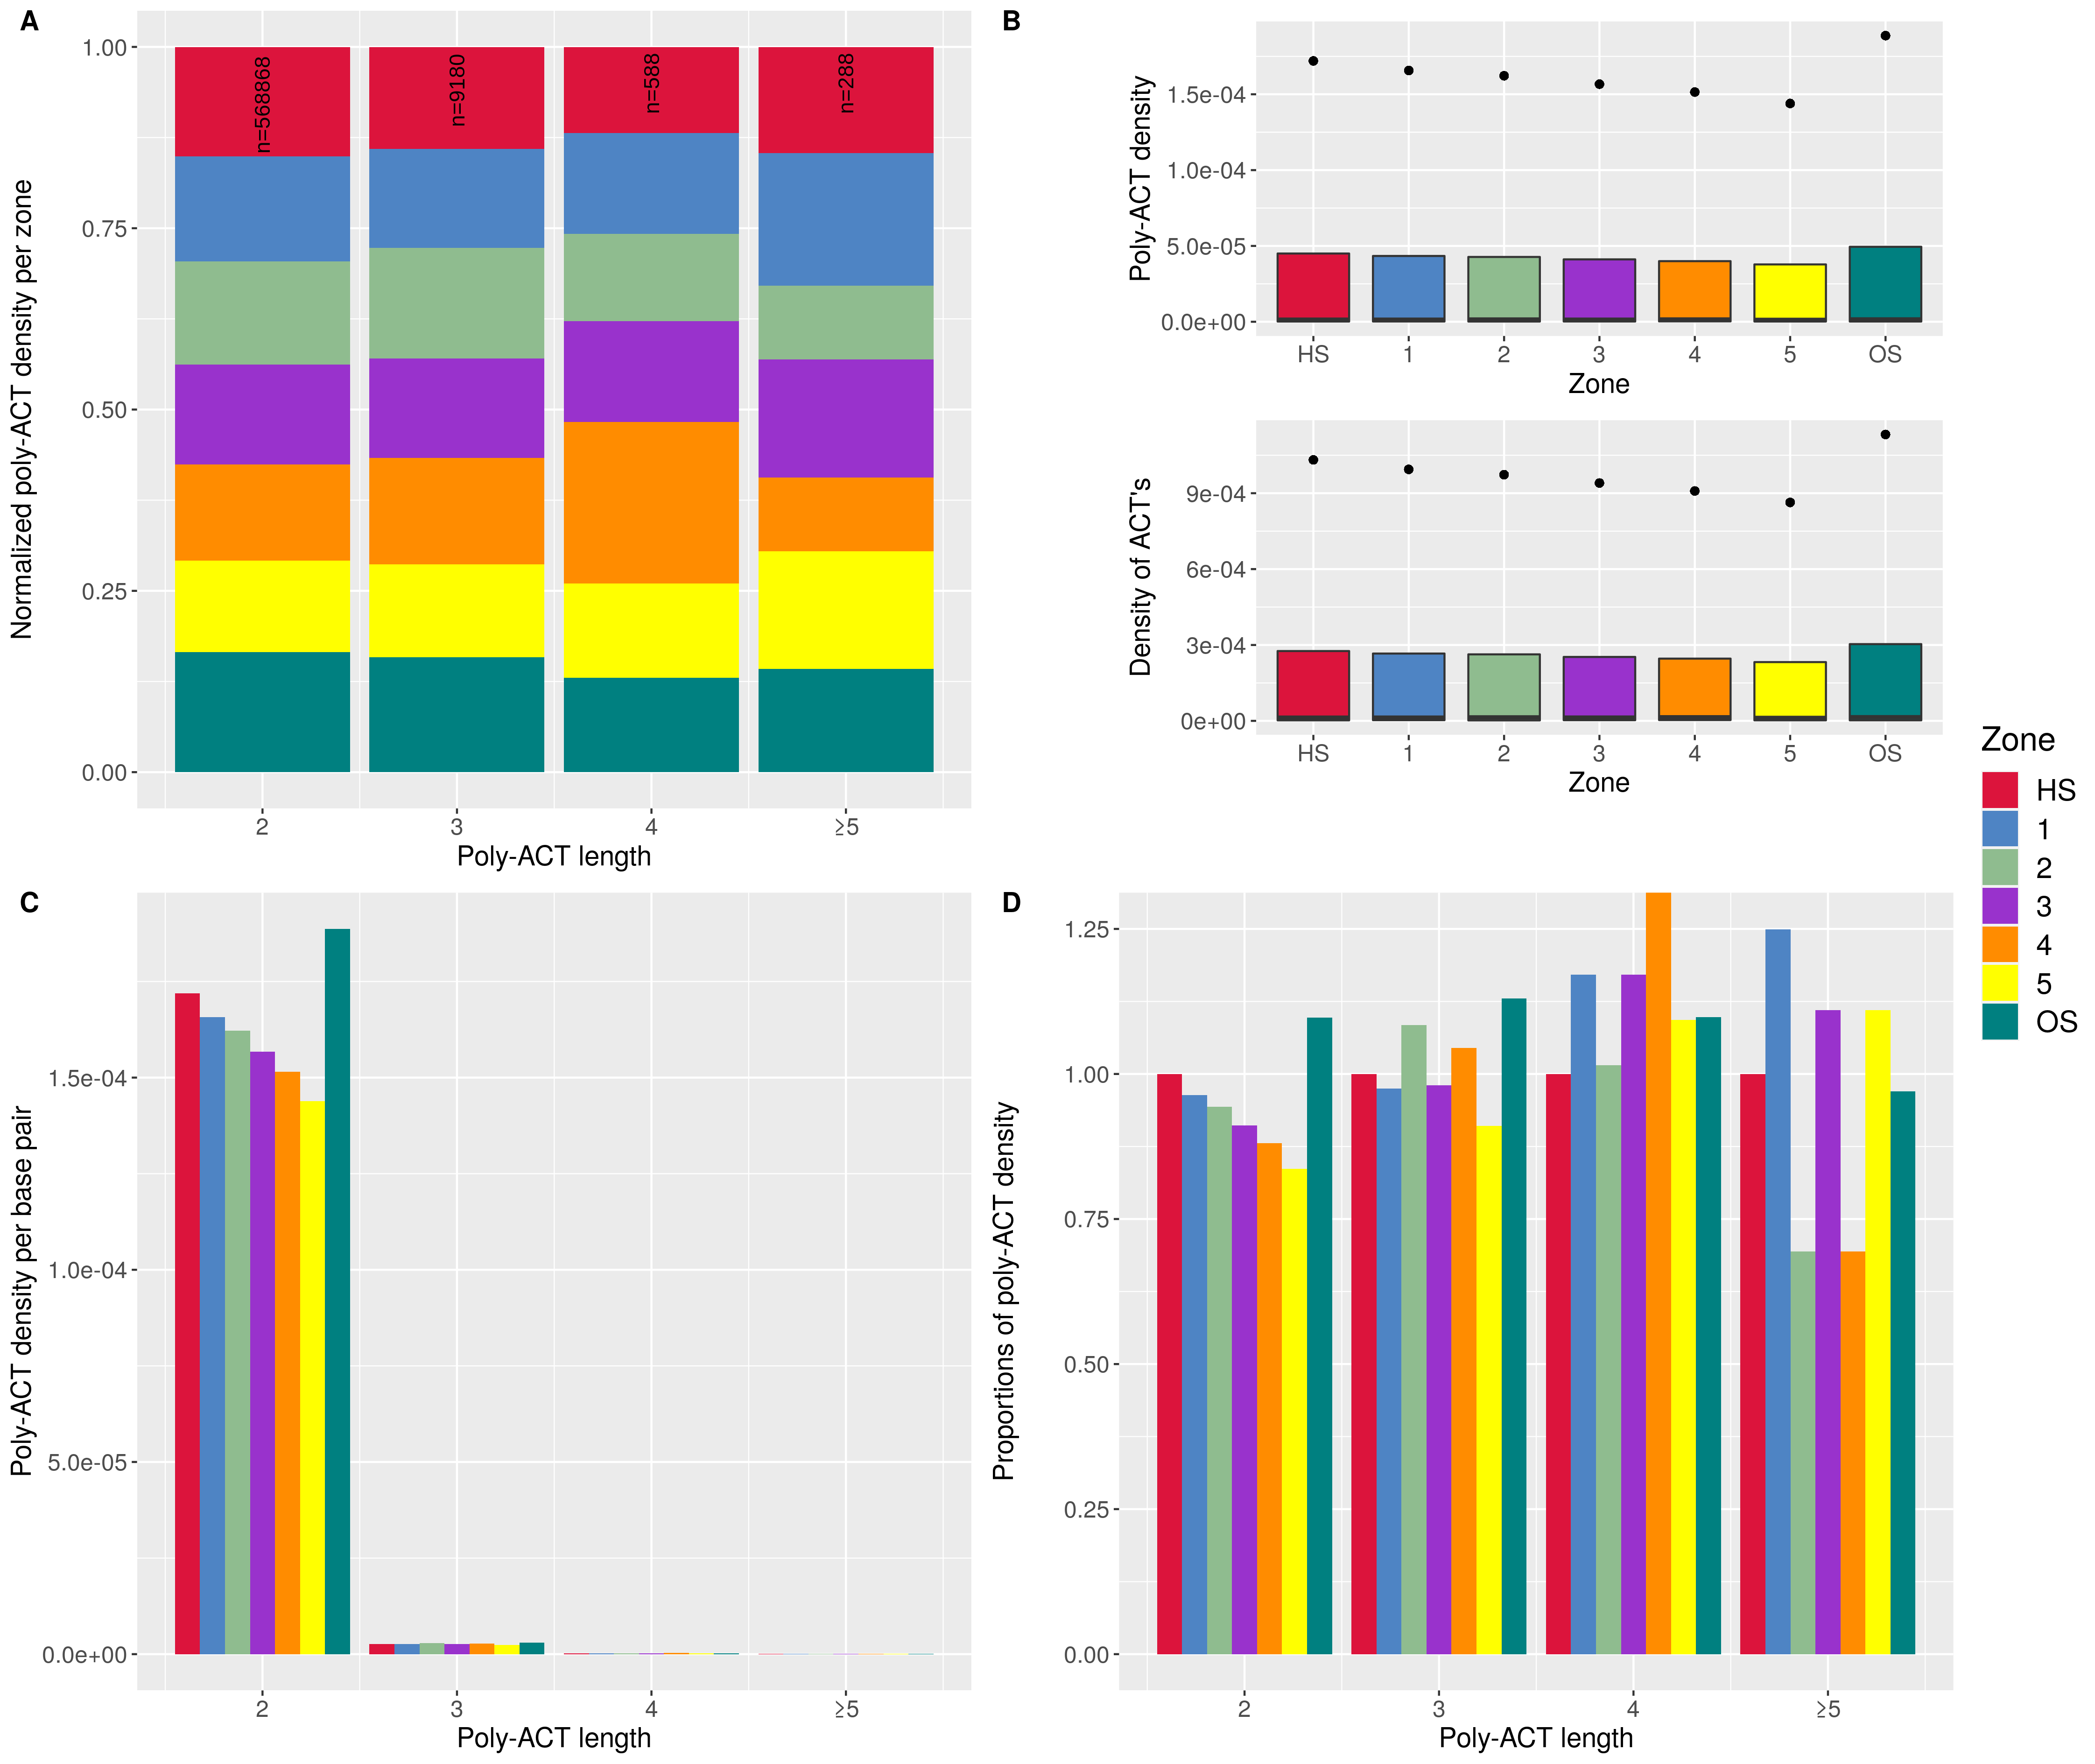 A
Normalized poly-ACT density per zone
1.00
0.75
0.50
0.25
0.00
n=568868
n=9180
n=588
n=288
2
3
4
≥5
Poly-ACT length
B
Poly-ACT density
1.5e-04
1.0e-04
5.0e-05
0.0e+00
HS
1
2
3
4
5
OS
Zone
Density of ACT's
9e-04
6e-04
3e-04
0e+00
HS
1
2
3
4
5
OS
Zone
Zone
HS
1
2
3
4
5
OS
C
Poly-ACT density per base pair
1.5e-04
1.0e-04
5.0e-05
0.0e+00
2
3
4
≥5
Poly-ACT length
D
Proportions of poly-ACT density
1.25
1.00
0.75
0.50
0.25
0.00
2
3
4
≥5
Poly-ACT length